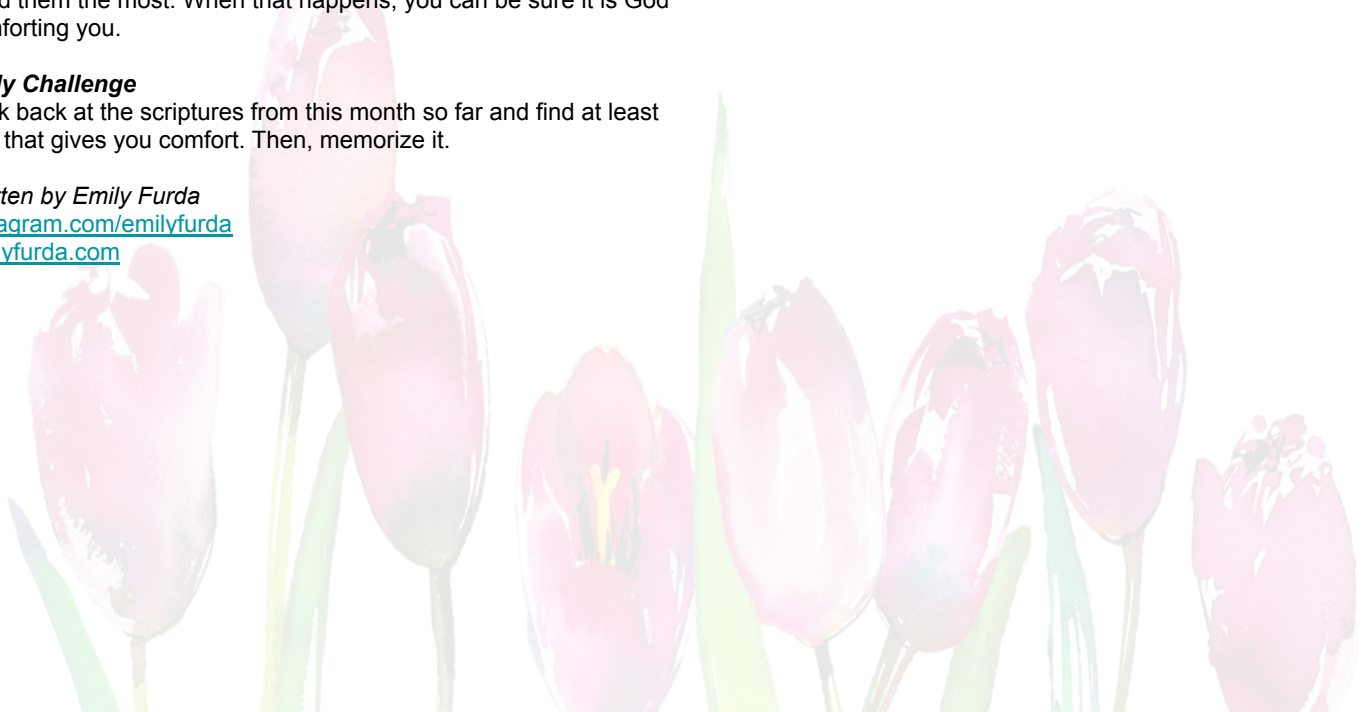 them the most. When that happens, you can be sure it is God
forting you.
y Challenge
k back at the scriptures from this month so far and find at least
that gives you comfort. Then, memorize it.
ten by Emily Furda
agram.com/emilyfurda
yfurda.com